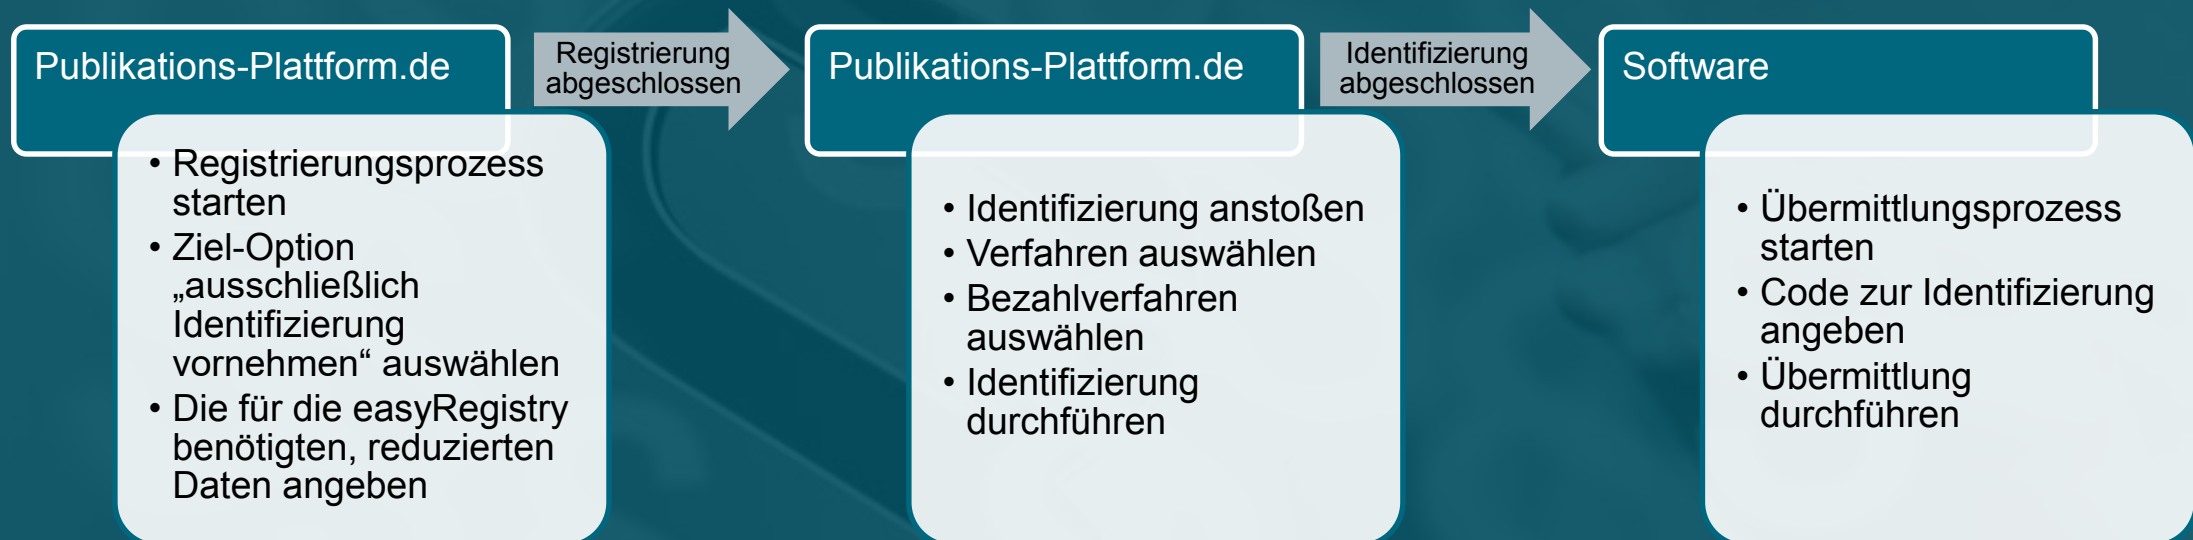 Publikations-Plattform.de
• Registrierungsprozess
starten
• Ziel-Option
„ausschließlich
Identifizierung
vornehmen“ auswählen
• Die für die easyRegistry
benötigten, reduzierten
Daten angeben
Registrierung
abgeschlossen
Publikations-Plattform.de
• Identifizierung anstoßen
• Verfahren auswählen
• Bezahlverfahren
auswählen
• Identifizierung
durchführen
Identifizierung
abgeschlossen
Software
• Übermittlungsprozess
starten
• Code zur Identifizierung
angeben
• Übermittlung
durchführen